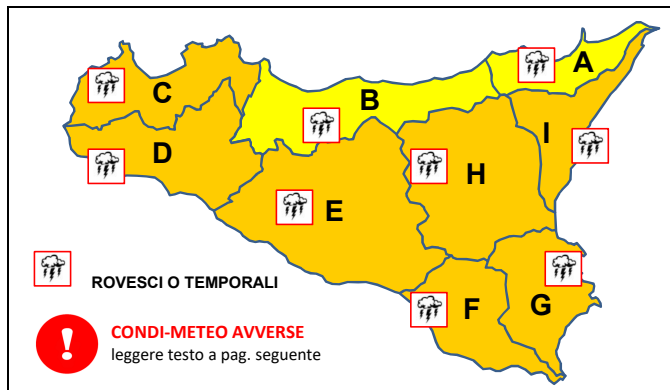 A
C
B
I
D
H
E
F
G
ROVESCI O TEMPORALI
CONDI-METEO AVVERSE
leggere testo a pag. seguente
!